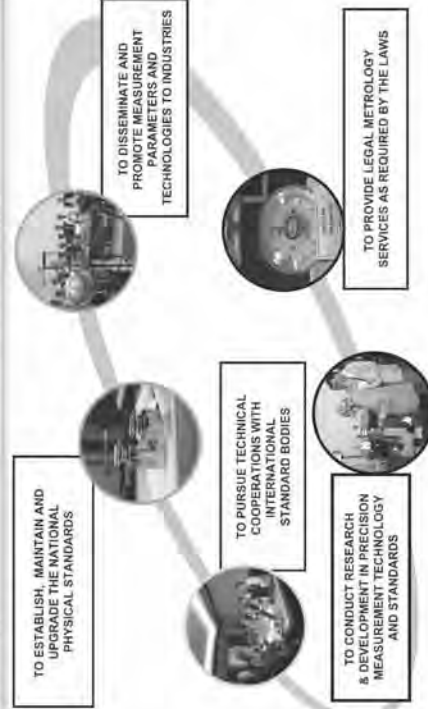 TO ESTABLISH, MAINTAIN AND
UPGRADE THE NATIONAL
PHYSICAL STANDARDS
TO DISSEMINATE AND
PROMOTE MEASUREMENT
PARAMETERS AND
TECHNOLOGIES TO INDUSTRIES
TO PURSUE TECHNICAL
COOPERATIONS WITH
INTERNATIONAL
STANDARD BODIES
TO PROVIDE LEGAL METROLOGY
SERVICES AS REQUIRED BY THE LAWS
TO CONDUCT RESEARCH
& DEVELOPMENT IN PRECISION
MEASUREMENT TECHNOLOGY
AND STANDARDS